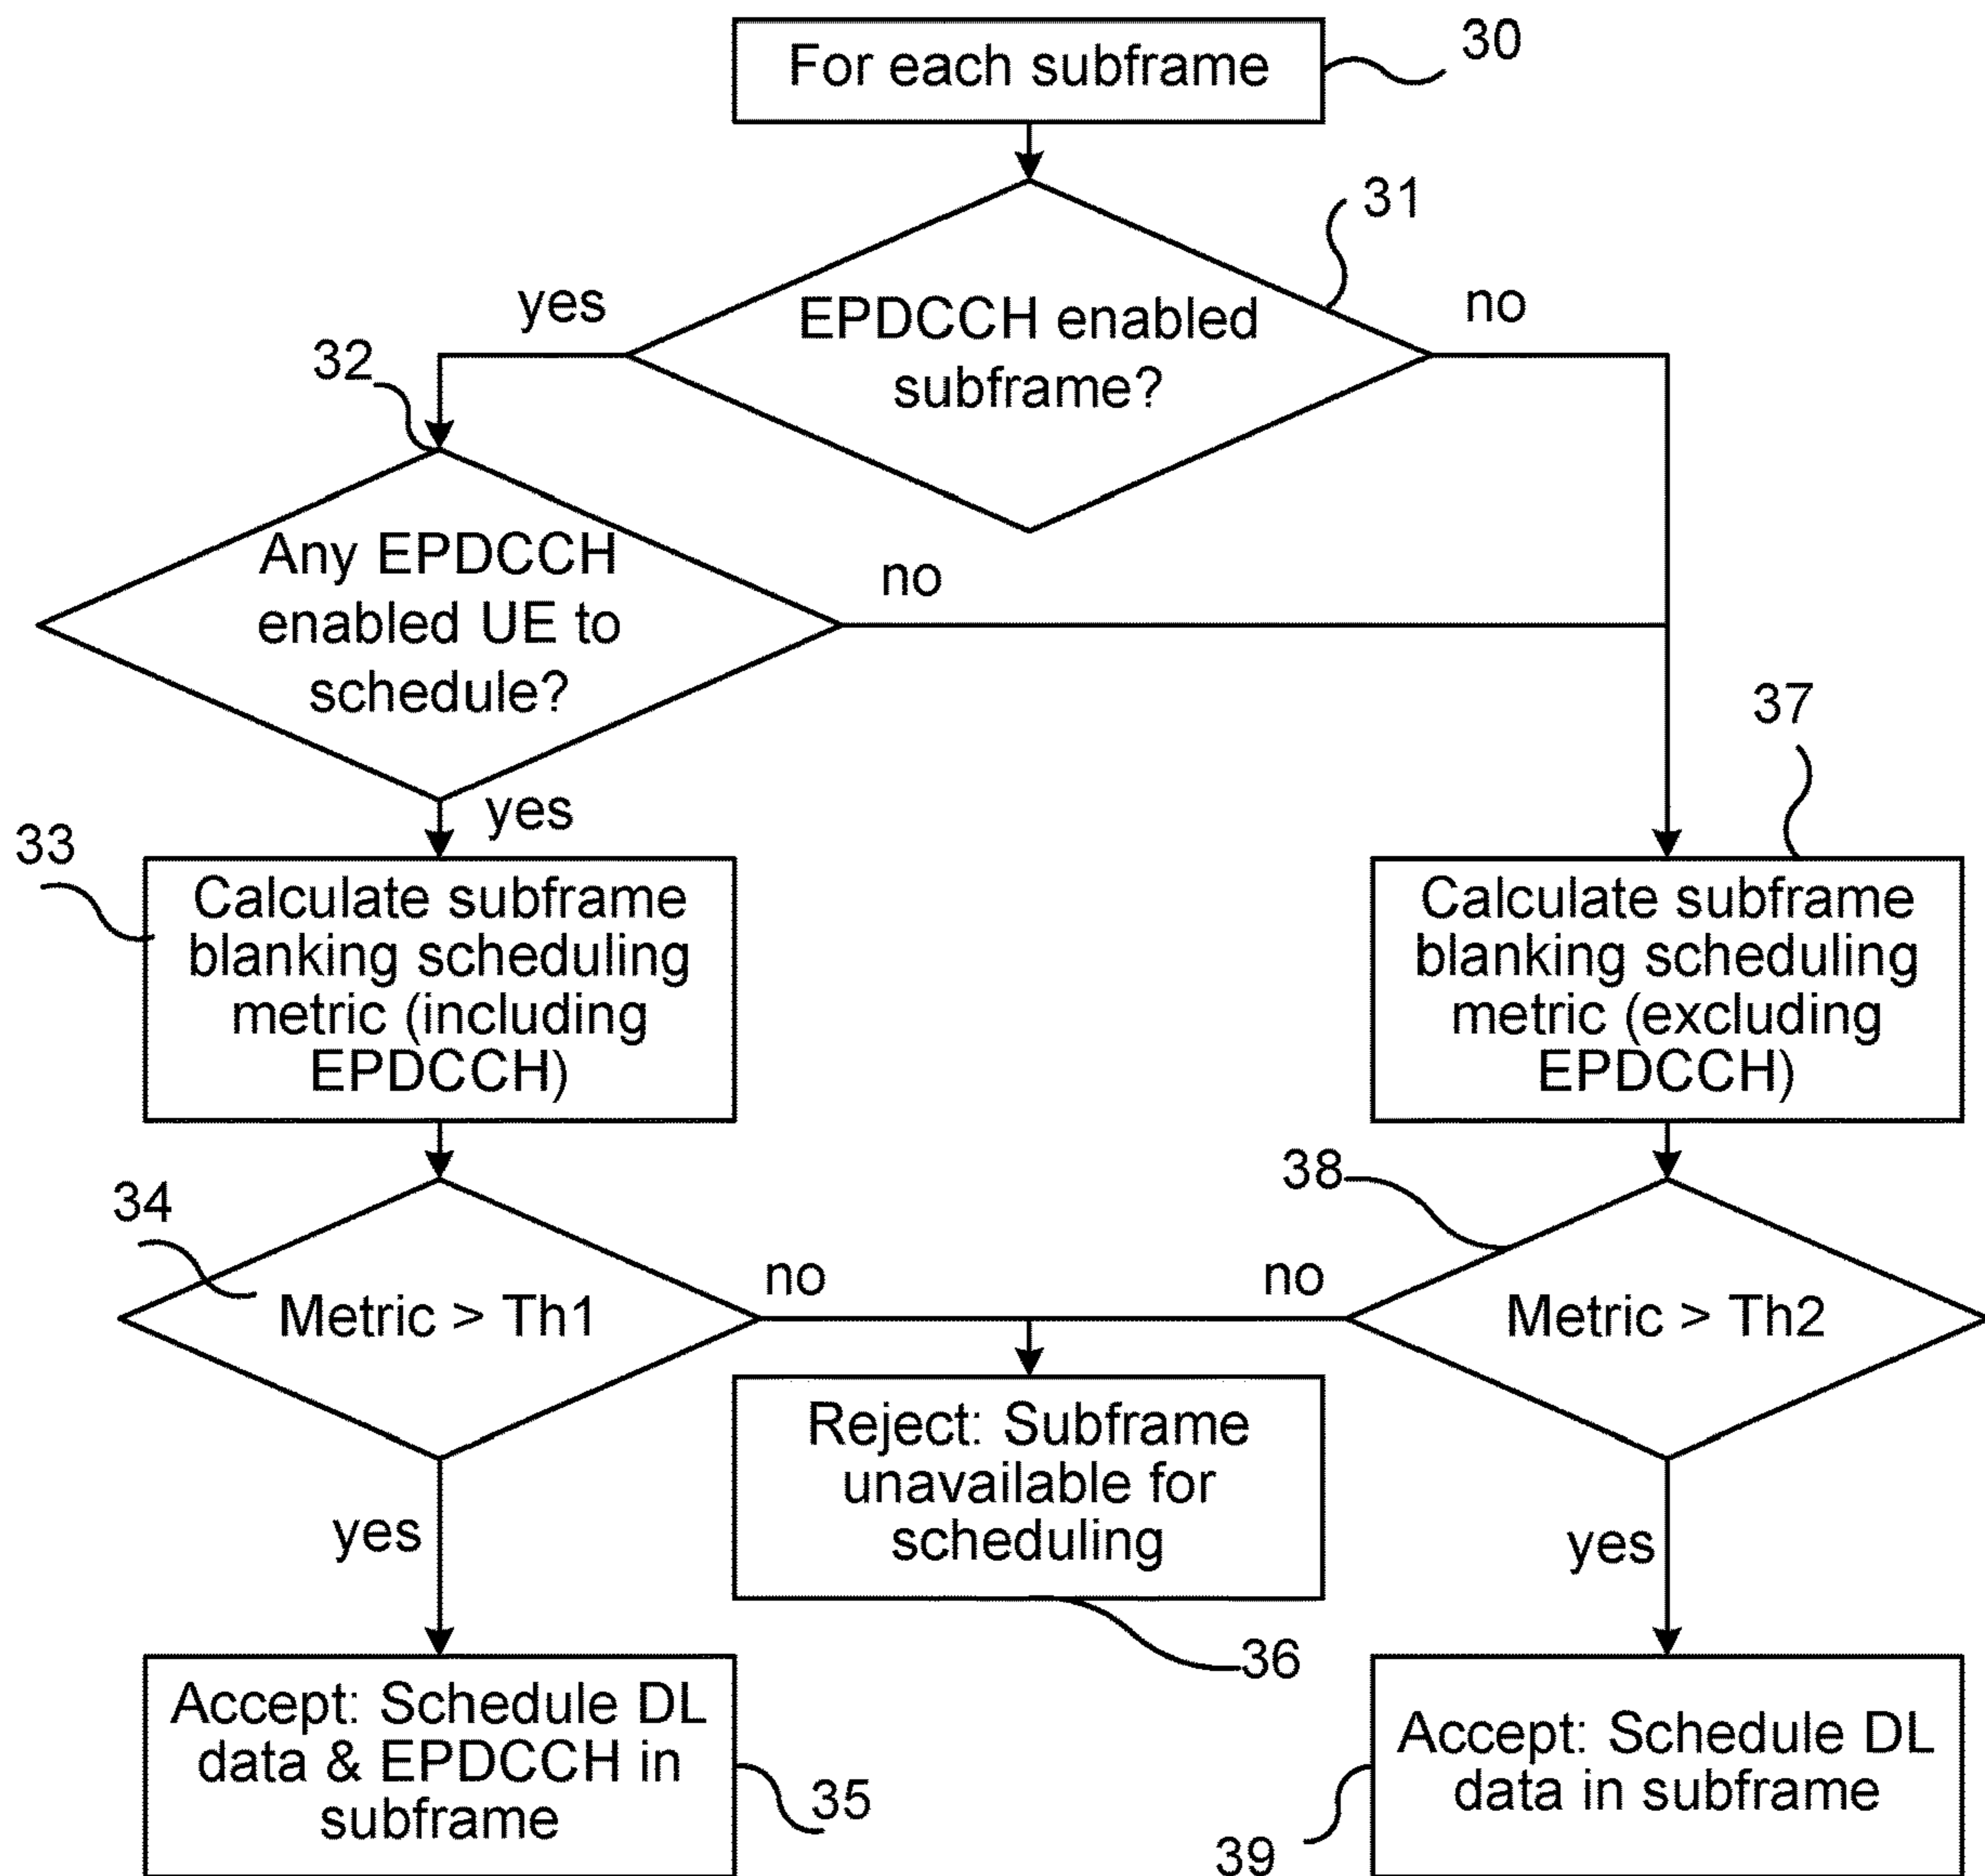 For each subframe
30
31
yes
EPDCCH enabled
subframe?
no
32
Any EPDCCH
enabled UE to
schedule?
no
37
yes
33
Calculate subframe
blanking scheduling
metric (including
EPDCCH)
Calculate subframe
blanking scheduling
metric (excluding
EPDCCH)
38
34
no
no
Metric > Th1
Metric > Th2
Reject: Subframe
unavailable for
scheduling
yes
yes
36
Accept: Schedule DL
data & EPDCCH in
subframe
35
Accept: Schedule DL
data in subframe
39